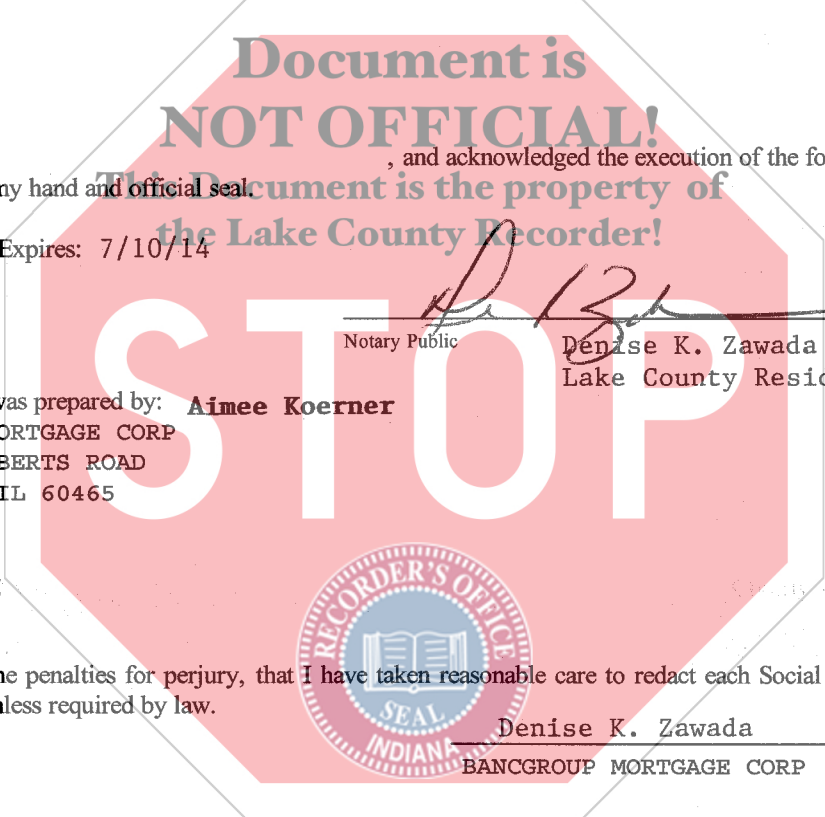 Document is
NOT OFFICIAL!
, and acknowledged the execution of the fo
ny hand and official seal.
This Document is the property of
the Lake County Recorder!
Expires: 7/10/14
STOP
Notary Public
Denise K. Zawada
Lake County Resid
was prepared by: Aimee Koerner
ORTGAGE CORP
BERTS ROAD
IL 60465
RECORDER'S OFFICE
SEAL
INDIANA
he penalties for perjury, that I have taken reasonable care to redact each Social
nless required by law.
Denise K. Zawada
BANCGROUP MORTGAGE CORP